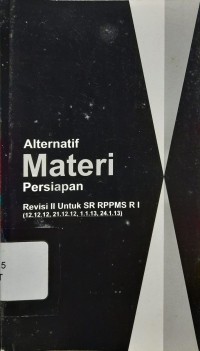 Alternatif
Materi
Persiapan
Revisi II Untuk SR RPPMS R I
(12.12.12, 21.12.12, 1.1.13, 24.1.13)
5
T